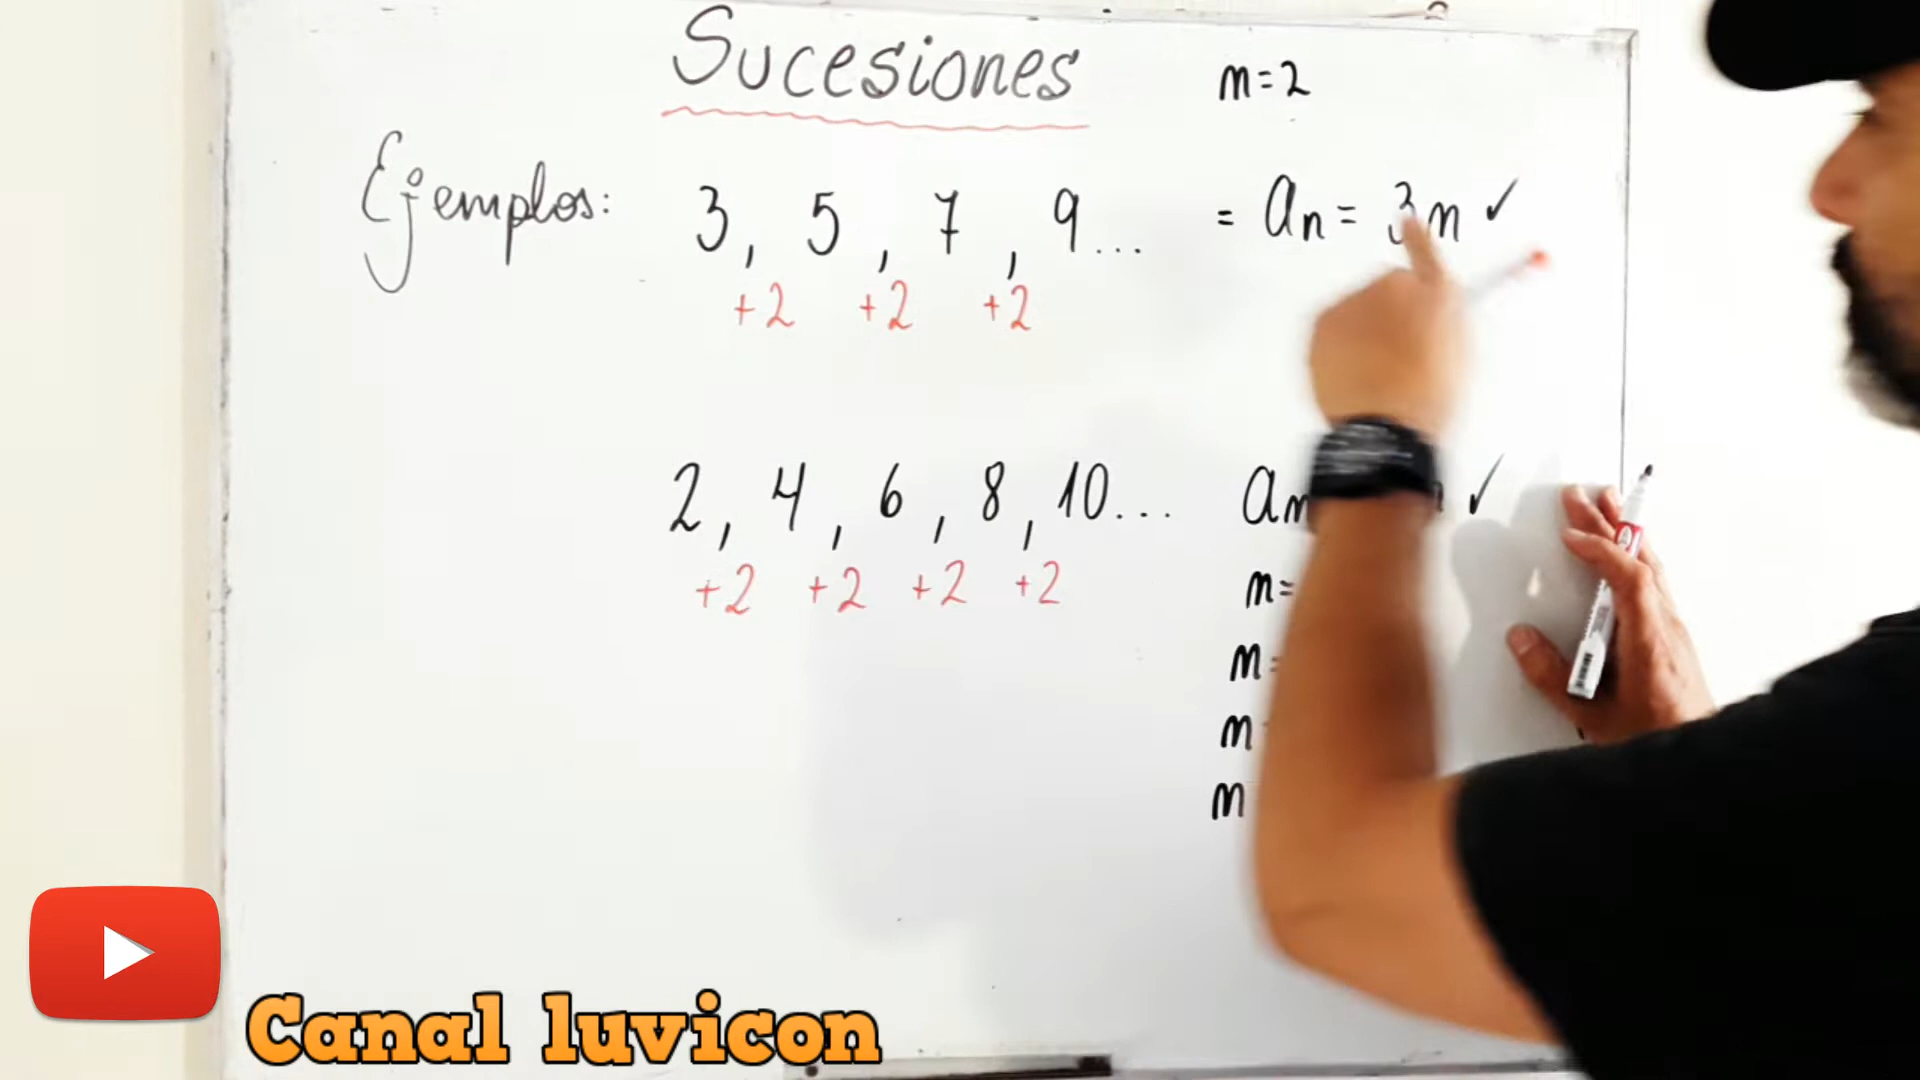 Sucesiones
m=2
Ejemplos: 3, 5, 7, 9... = an= 3n ✓
+2 +2 +2
2, 4, 6, 8, 10... an ✓
+2 +2 +2 +2
m=
m=
m
m
Canal luvicon